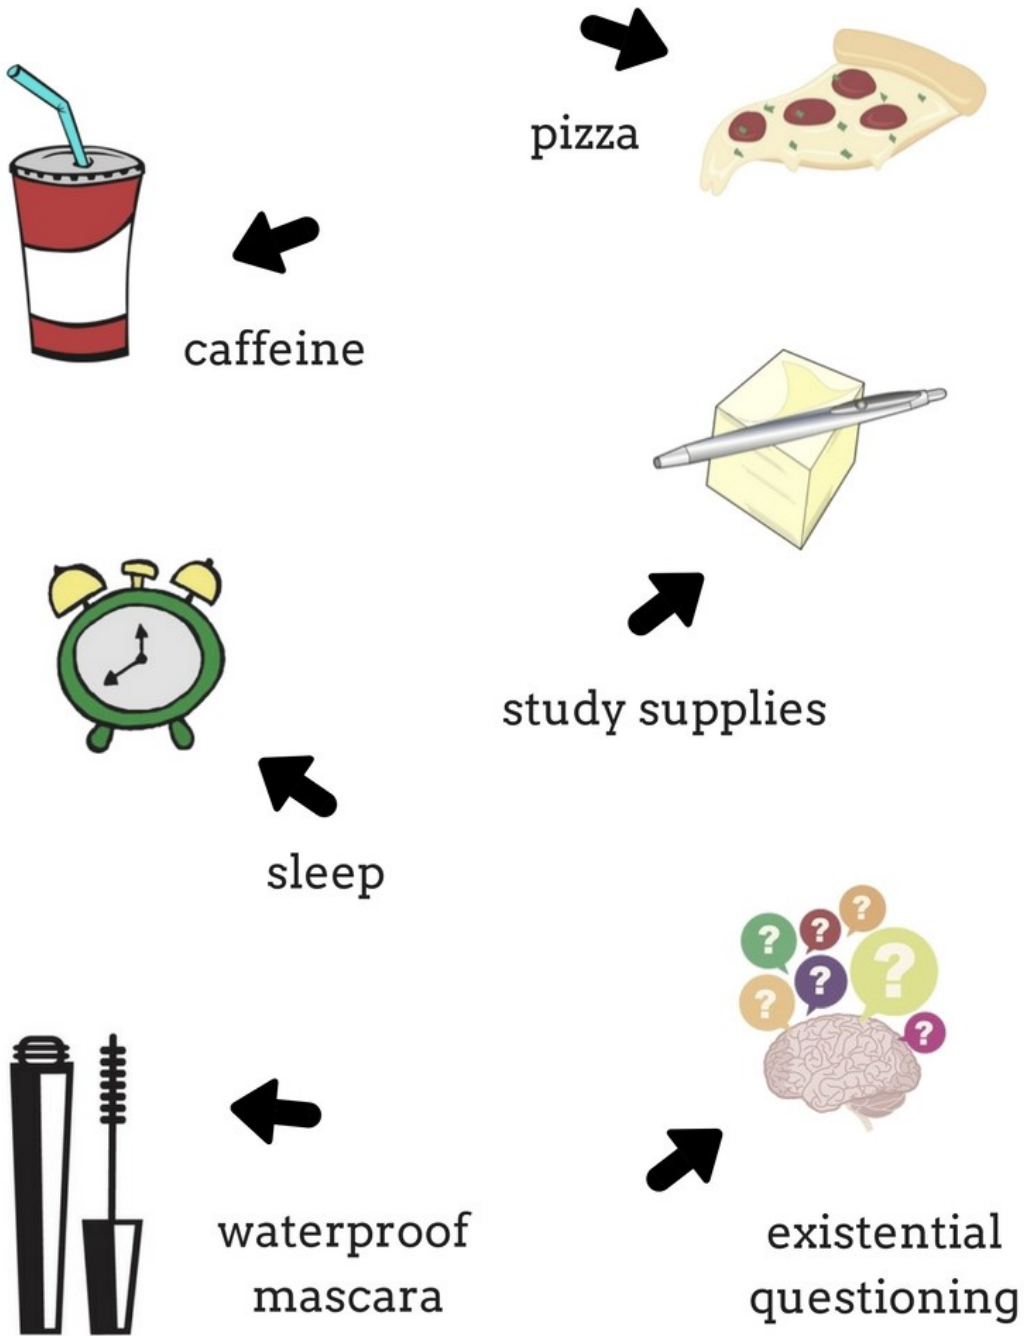 pizza
caffeine
study supplies
sleep
? ? ?
? ? ?
?
waterproof
mascara
existential
questioning